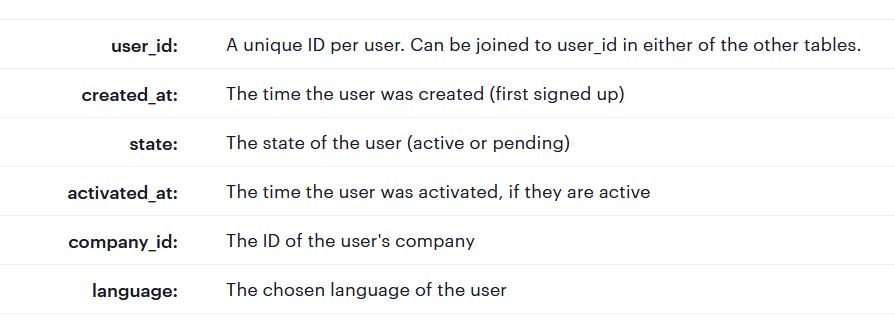 user_id: A unique ID per user. Can be joined to user_id in either of the other tables.
created_at: The time the user was created (first signed up)
state: The state of the user (active or pending)
activated_at: The time the user was activated, if they are active
company_id: The ID of the user's company
language: The chosen language of the user